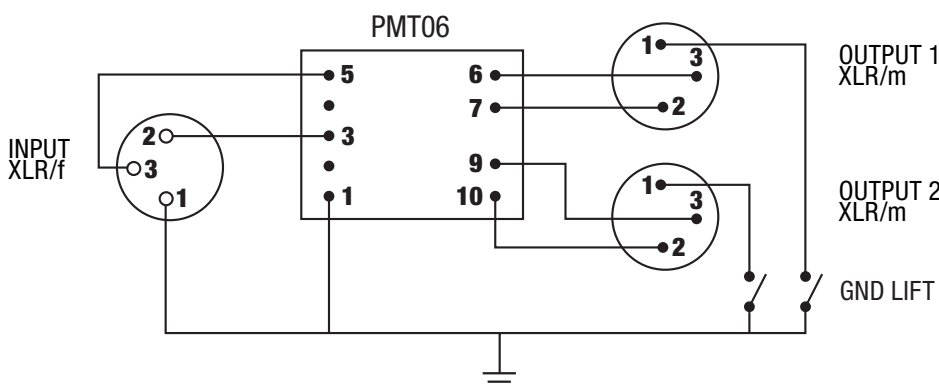 PMT06
INPUT
XLR/f
2
3
1
5
3
1
6
7
9
10
1
3
2
OUTPUT 1
XLR/m
1
3
2
OUTPUT 2
XLR/m
GND LIFT